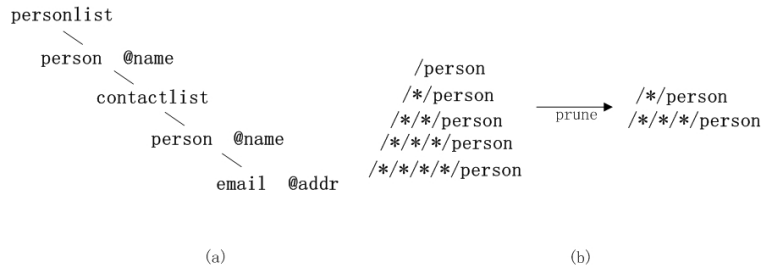 personlist
person @name
contactlist
person @name
email @addr
(a)
/person
/*/person
/*/*/person
/*/*/*/person
/*/*/*/*/person
prune
/*/person
/*/*/*/person
(b)